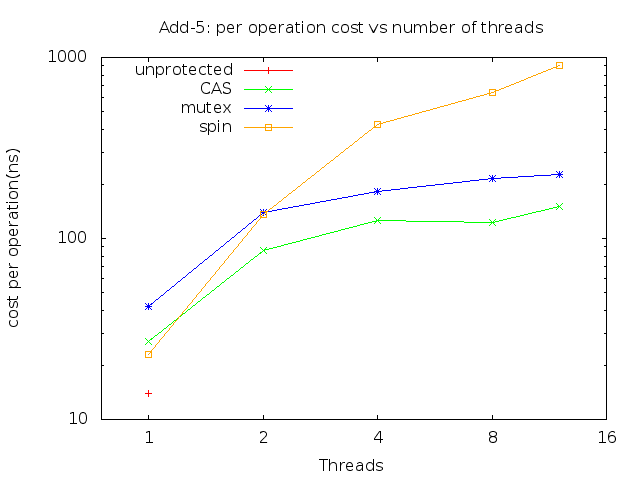 Add-5: per operation cost vs number of threads
1000
unprotected
CAS
mutex
spin
cost per operation(ns)
100
10
1 2 4 8 16
Threads